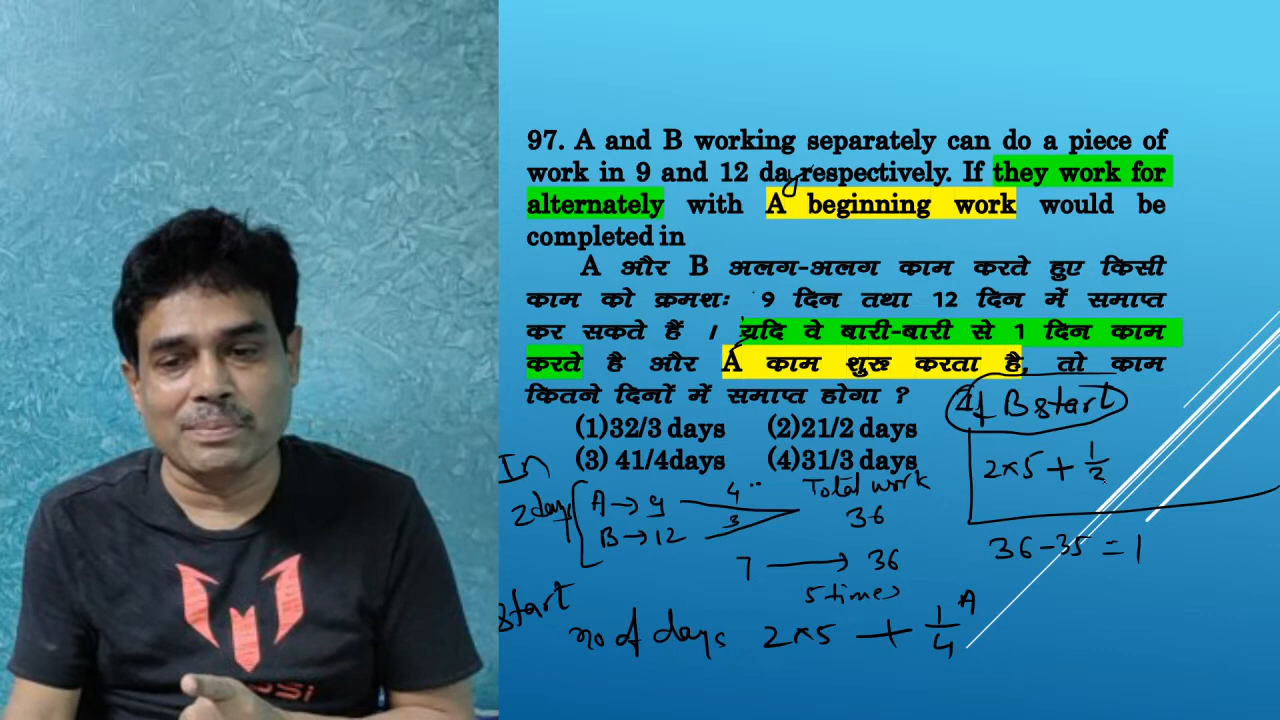 97. A and B working separately can do a piece of
work in 9 and 12 day respectively. If they work for
alternately with A beginning work would be
completed in
A और B अलग-अलग काम करते हुए किसी
काम को क्रमशः 9 दिन तथा 12 दिन में समाप्त
कर सकते हैं । यदि वे बारी-बारी से 1 दिन काम
करते है और A काम शुरू करता है, तो काम
कितने दिनों में समाप्त होगा ?
(1)32/3 days (2)21/2 days
(3) 41/4days (4)31/3 days
If B start
2×5 + 1/3
36-35 = 1
In
2days
A → 9 4
B → 12 3
Total work
36
7 → 36
5 times
start
no of days 2×5 + 1/4 A